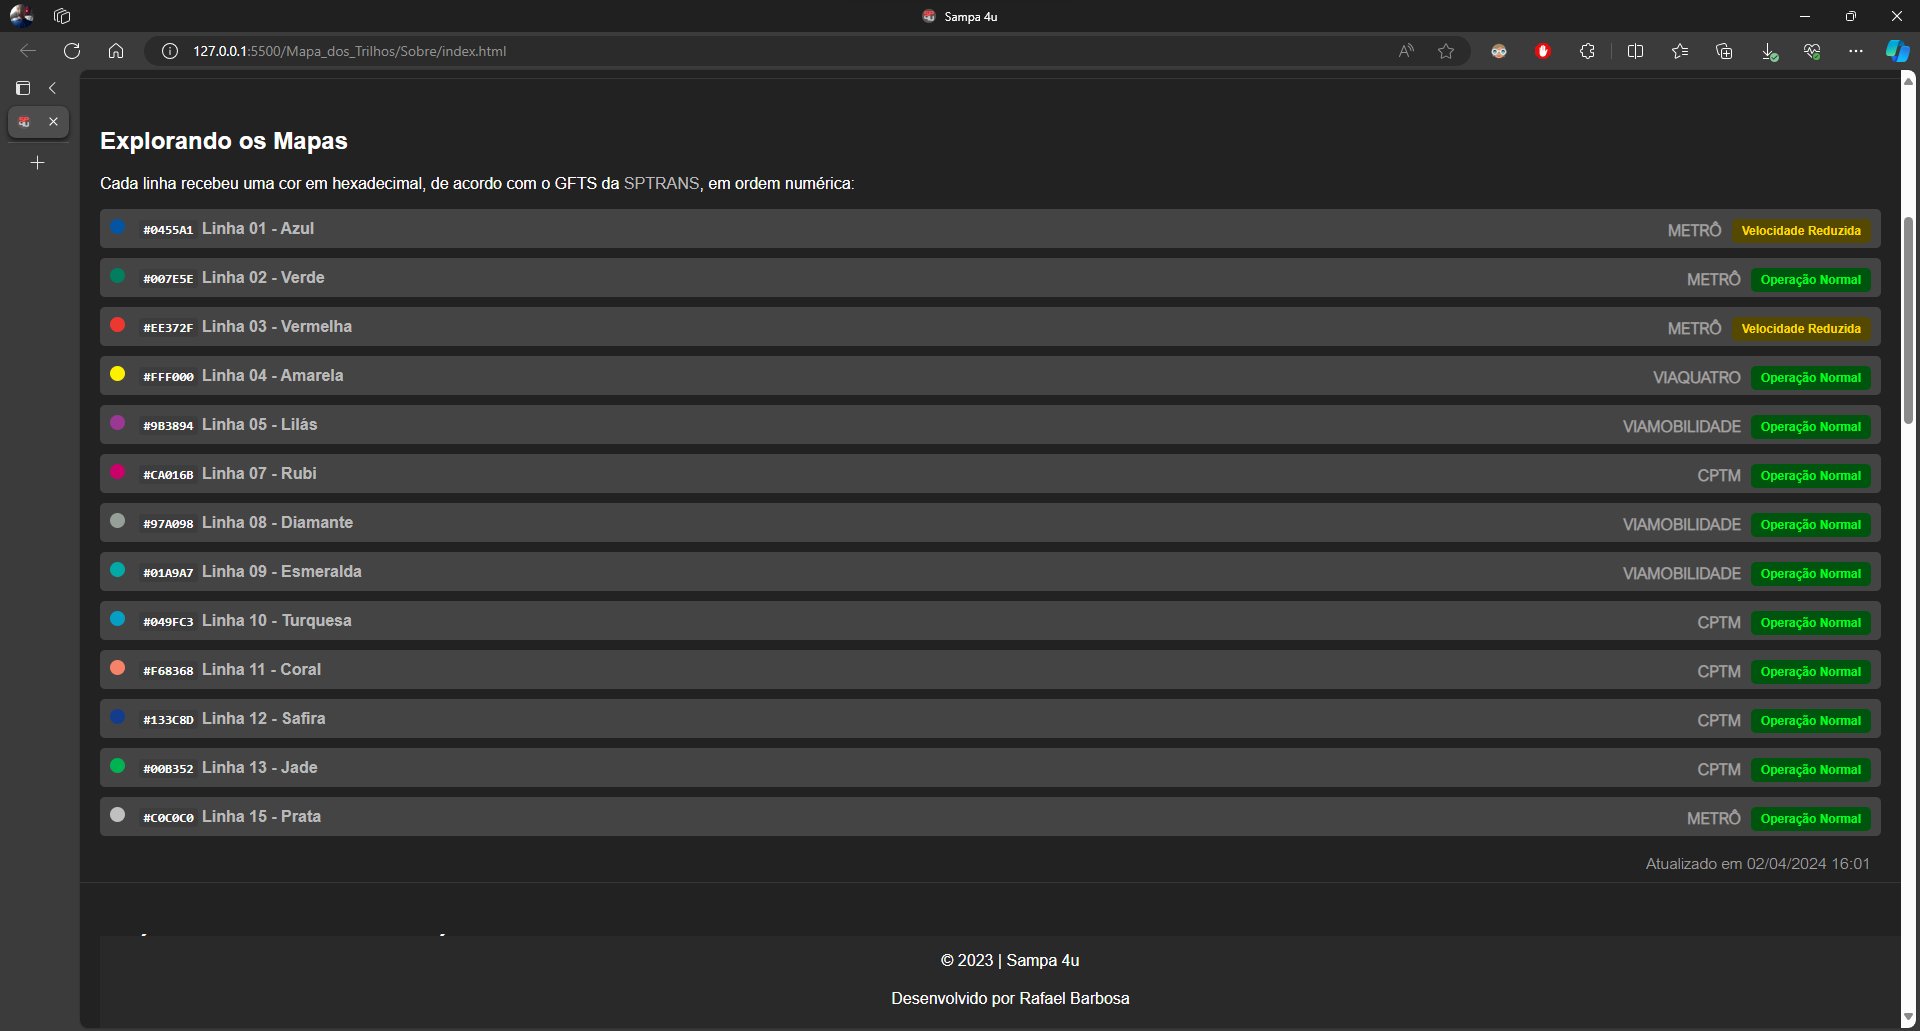 Sampa 4u
127.0.0.1:5500/Mapa_dos_Trilhos/Sobre/index.html
Explorando os Mapas
Cada linha recebeu uma cor em hexadecimal, de acordo com o GFTS da SPTRANS, em ordem numérica:
#0455A1 Linha 01 - Azul METRÔ Velocidade Reduzida
#007E5E Linha 02 - Verde METRÔ Operação Normal
#EE372F Linha 03 - Vermelha METRÔ Velocidade Reduzida
#FFF000 Linha 04 - Amarela VIAQUATRO Operação Normal
#9B3894 Linha 05 - Lilás VIAMOBILIDADE Operação Normal
#CA016B Linha 07 - Rubi CPTM Operação Normal
#97A098 Linha 08 - Diamante VIAMOBILIDADE Operação Normal
#01A9A7 Linha 09 - Esmeralda VIAMOBILIDADE Operação Normal
#049FC3 Linha 10 - Turquesa CPTM Operação Normal
#F68368 Linha 11 - Coral CPTM Operação Normal
#133C8D Linha 12 - Safira CPTM Operação Normal
#00B352 Linha 13 - Jade CPTM Operação Normal
#C0C0C0 Linha 15 - Prata METRÔ Operação Normal
Atualizado em 02/04/2024 16:01
© 2023 | Sampa 4u
Desenvolvido por Rafael Barbosa